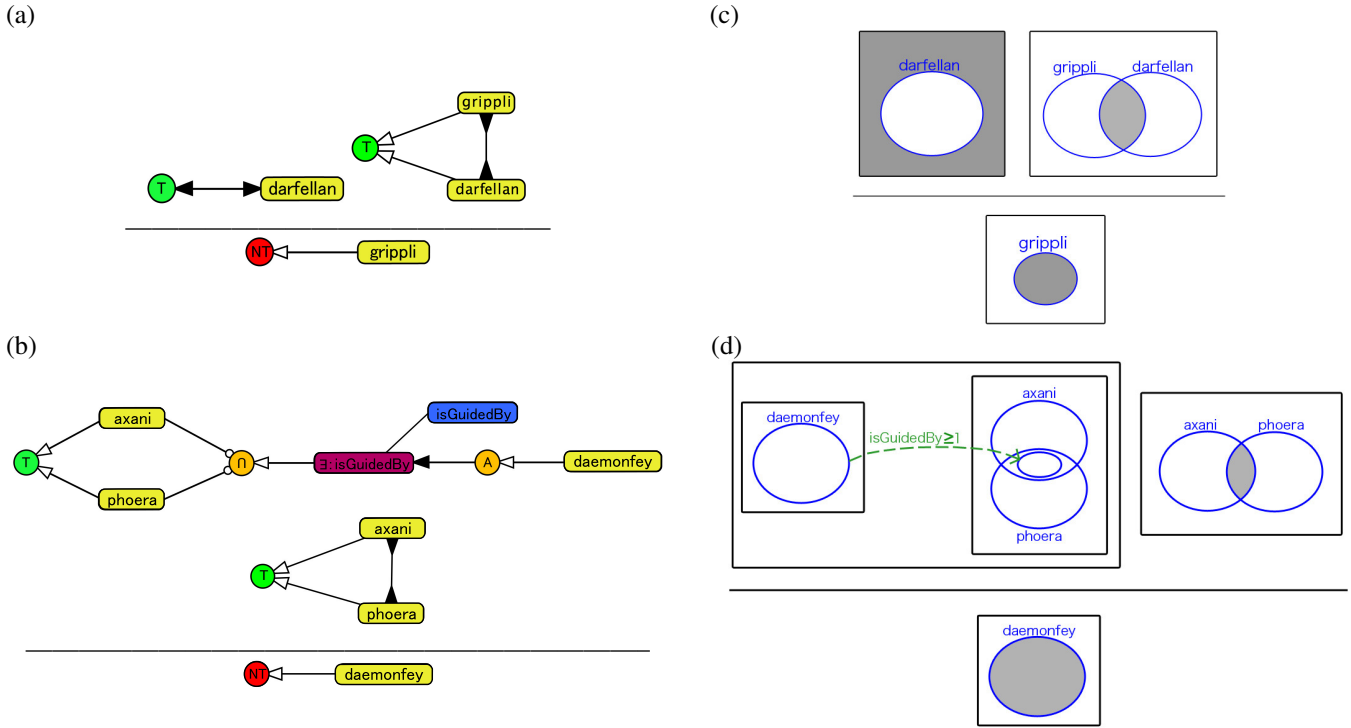 (a)
grippli
T
T
darfellan
darfellan
NT
grippli
(b)
axani
isGuidedBy
T
∩
∃:isGuidedBy
A
daemonfey
phoera
axani
T
phoera
NT
daemonfey
(c)
darfellan
grippli
darfellan
grippli
(d)
daemonfey
isGuidedBy≥1
axani
phoera
axani
phoera
daemonfey